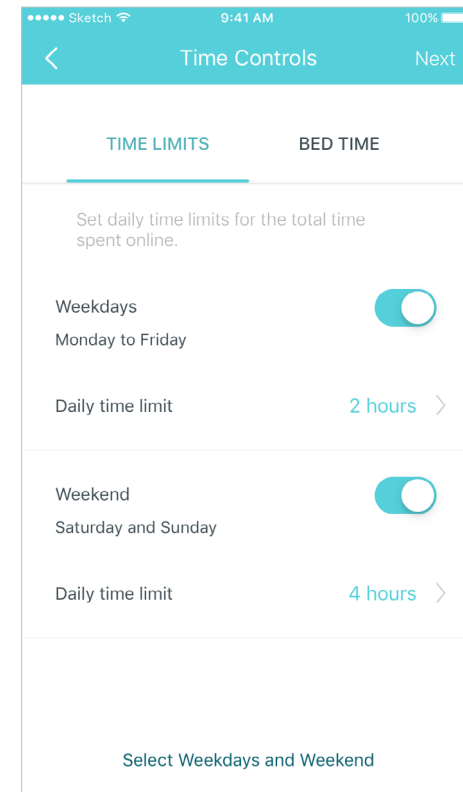 ●●●●● Sketch 9:41 AM 100%
Time Controls Next
TIME LIMITS BED TIME
Set daily time limits for the total time
spent online.
Weekdays
Monday to Friday
Daily time limit 2 hours
Weekend
Saturday and Sunday
Daily time limit 4 hours
Select Weekdays and Weekend